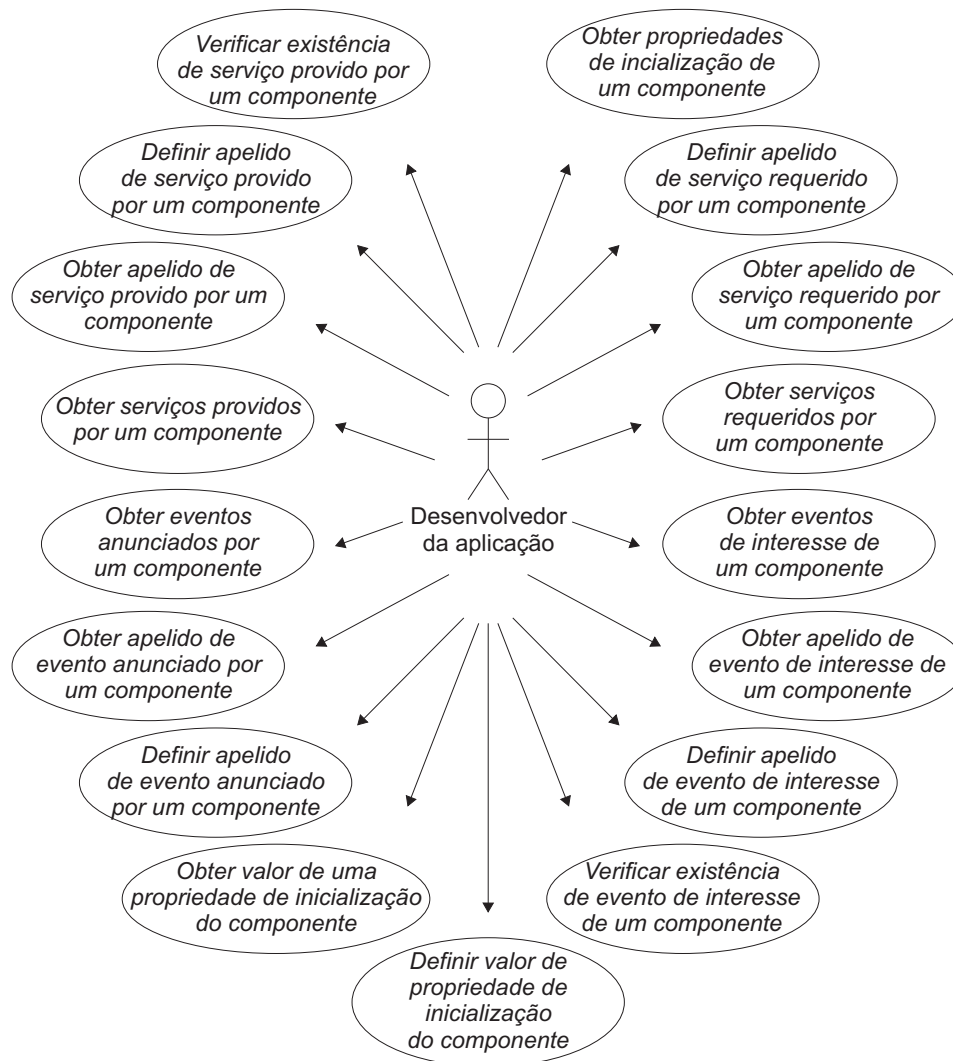 Verificar existência
de serviço provido por
um componente
Obter propriedades
de incialização de
um componente
Definir apelido
de serviço provido
por um componente
Definir apelido
de serviço requerido
por um componente
Obter apelido de
serviço provido por um
componente
Obter apelido de
serviço requerido por
um componente
Obter serviços providos
por um componente
Obter serviços
requeridos por
um componente
Desenvolvedor
da aplicação
Obter eventos
anunciados por
um componente
Obter eventos
de interesse de
um componente
Obter apelido de
evento anunciado por
um componente
Obter apelido de
evento de interesse de
um componente
Definir apelido
de evento anunciado
por um componente
Definir apelido
de evento de interesse
de um componente
Obter valor de uma
propriedade de inicialização
do componente
Verificar existência
de evento de interesse
de um componente
Definir valor de
propriedade de
inicialização
do componente